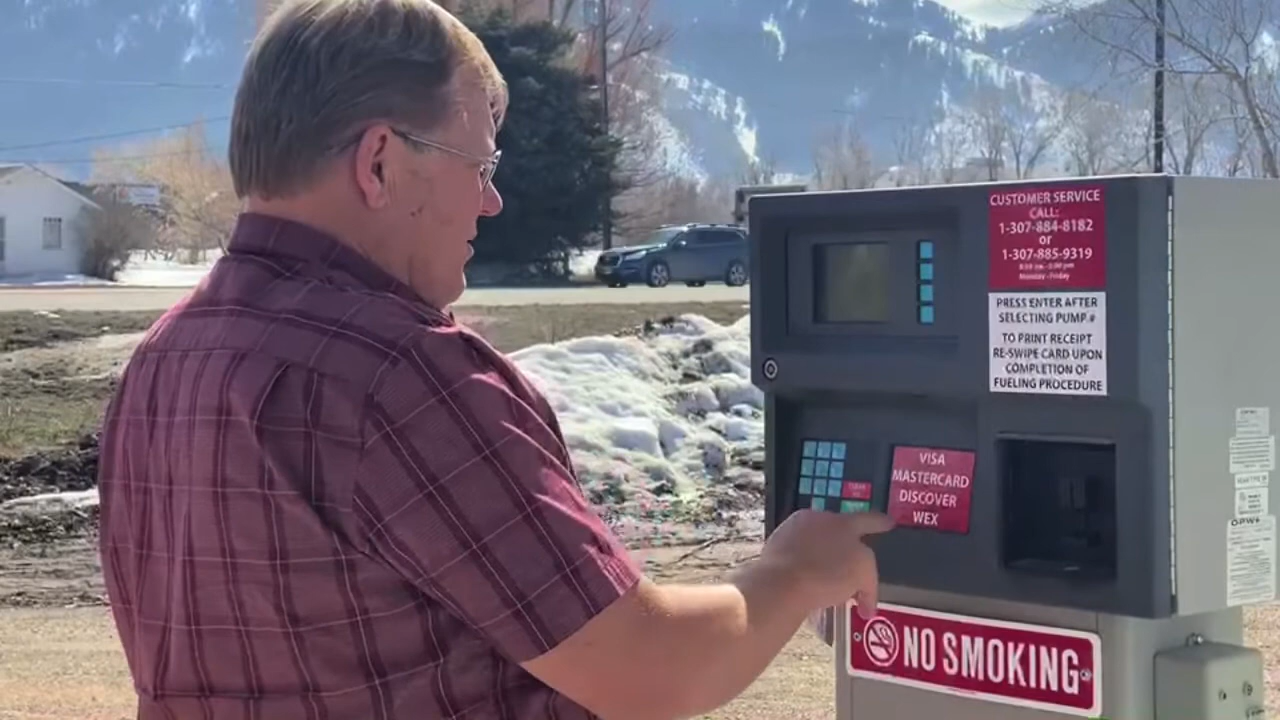 CUSTOMER SERVICE
CALL:
1-307-884-8182
or
1-307-885-9319
Monday - Friday
PRESS ENTER AFTER
SELECTING PUMP #
TO PRINT RECEIPT
RE-SWIPE CARD UPON
COMPLETION OF
FUELING PROCEDURE
VISA
MASTERCARD
DISCOVER
WEX
NO SMOKING
OPW